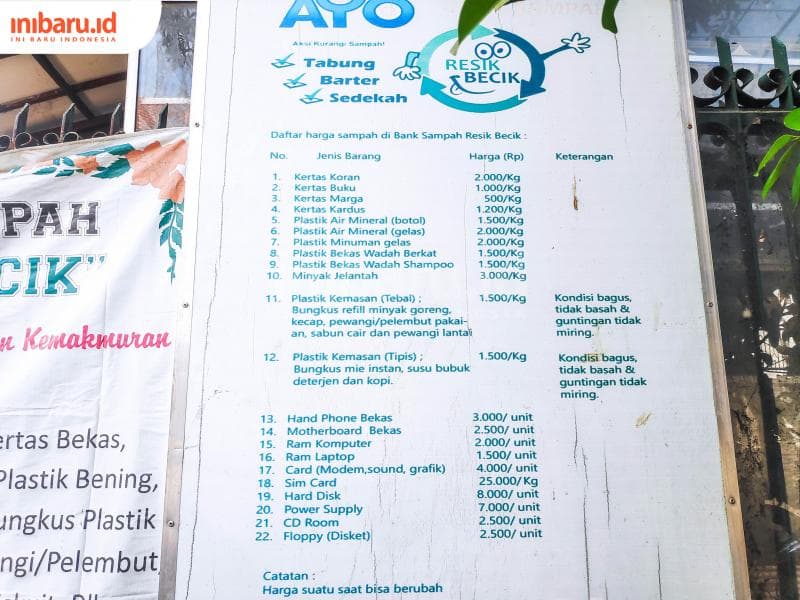 inibaru.id
INI BARU INDONESIA
AYO
Aksi Kurangi Sampah!
Tabung
Barter
Sedekah
RESIK
BECIK
Daftar harga sampah di Bank Sampah Resik Becik :
No. Jenis Barang Harga (Rp) Keterangan
1. Kertas Koran 2.000/Kg
2. Kertas Buku 1.000/Kg
3. Kertas Marga 500/Kg
4. Kertas Kardus 1.200/Kg
5. Plastik Air Mineral (botol) 1.500/Kg
6. Plastik Air Mineral (gelas) 2.000/Kg
7. Plastik Minuman gelas 2.000/Kg
8. Plastik Bekas Wadah Berkat 1.500/Kg
9. Plastik Bekas Wadah Shampoo 1.500/Kg
10. Minyak Jelantah 3.000/Kg
11. Plastik Kemasan (Tebal) ; 1.500/Kg Kondisi bagus,
Bungkus refill minyak goreng, tidak basah &
kecap, pewangi/pelembut pakai- guntingan tidak
an, sabun cair dan pewangi lantai miring.
12. Plastik Kemasan (Tipis) ; 1.500/Kg Kondisi bagus,
Bungkus mie instan, susu bubuk tidak basah &
deterjen dan kopi. guntingan tidak
miring.
13. Hand Phone Bekas 3.000/ unit
14. Motherboard Bekas 2.500/ unit
15. Ram Komputer 2.000/ unit
16. Ram Laptop 1.500/ unit
17. Card (Modem,sound, grafik) 4.000/ unit
18. Sim Card 25.000/Kg
19. Hard Disk 8.000/ unit
20. Power Supply 7.000/ unit
21. CD Room 2.500/ unit
22. Floppy (Disket) 2.500/ unit
Catatan :
Harga suatu saat bisa berubah
PAH
CIK"
n Kemakmuran
ertas Bekas,
Plastik Bening,
ungkus Plastik
ngi/Pelembut,